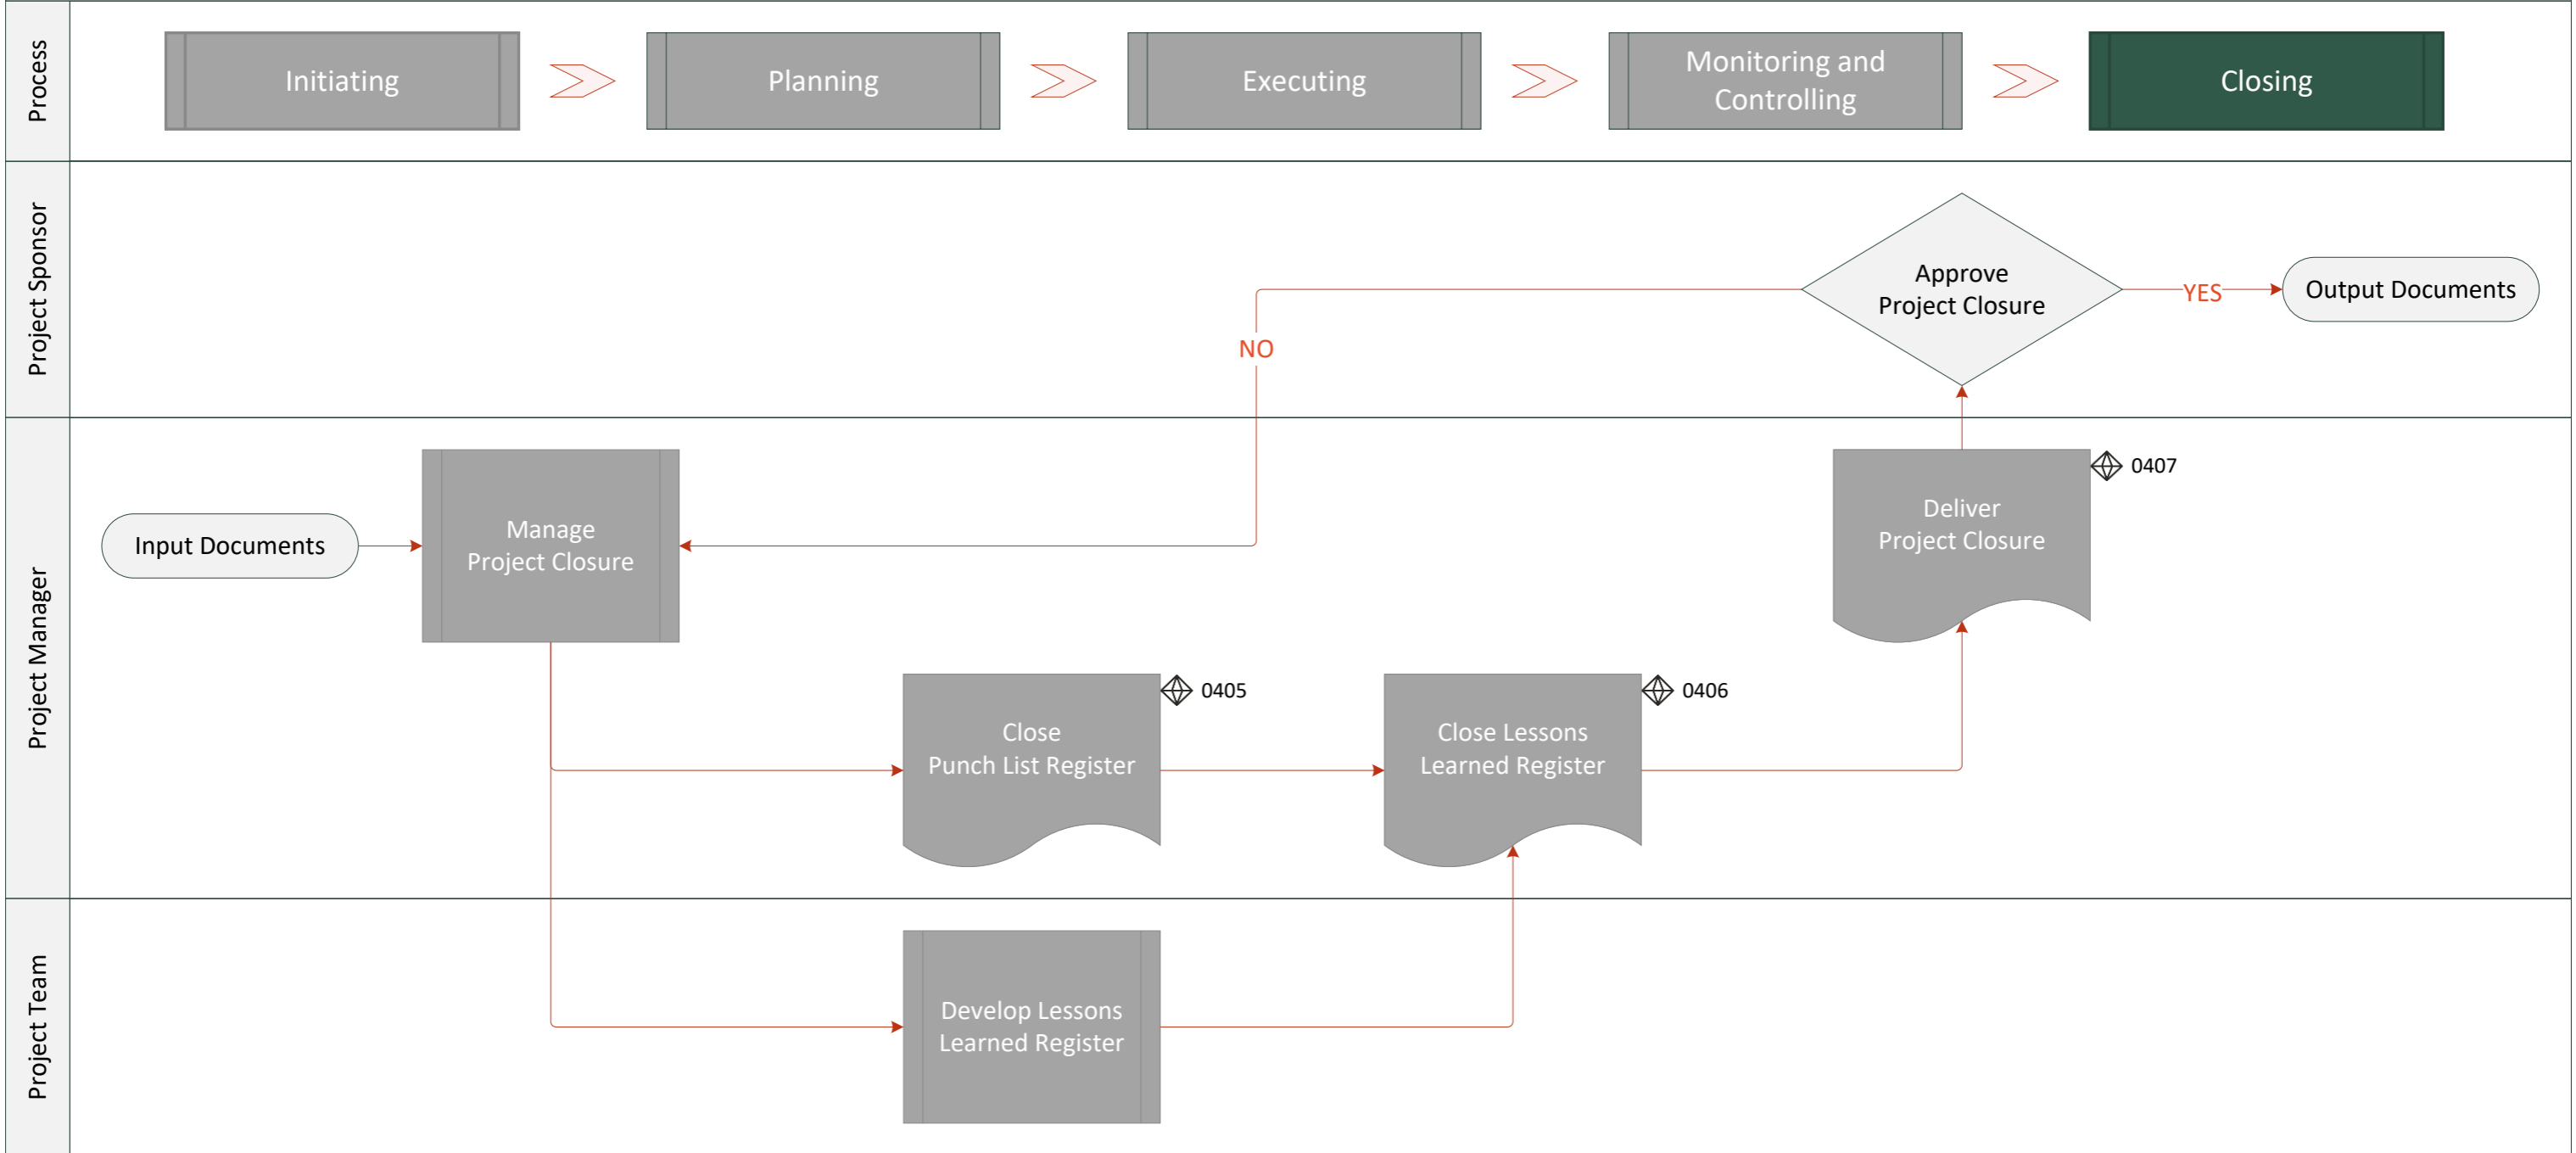 Process
Initiating
Planning
Executing
Monitoring and
Controlling
Closing
Project Sponsor
Approve
Project Closure
YES
Output Documents
NO
Project Manager
Input Documents
Manage
Project Closure
Deliver
Project Closure
0407
Close
Punch List Register
0405
Close Lessons
Learned Register
0406
Project Team
Develop Lessons
Learned Register